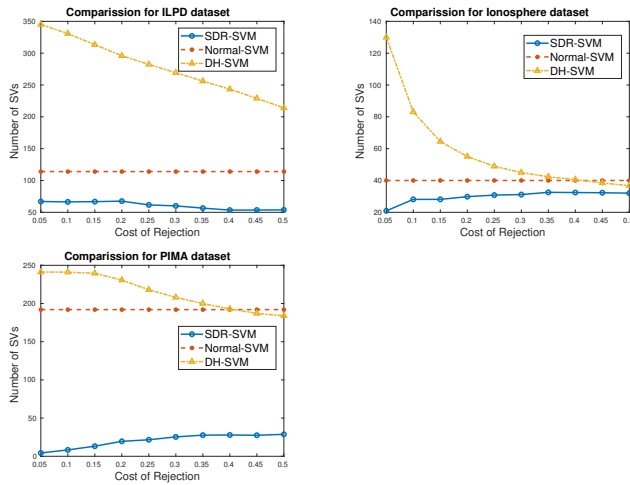 Comparission for ILPD dataset
350
300
250
200
150
100
50
Number of SVs
SDR-SVM
Normal-SVM
DH-SVM
0.05 0.1 0.15 0.2 0.25 0.3 0.35 0.4 0.45 0.5
Cost of Rejection
Comparission for Ionosphere dataset
140
120
100
80
60
40
20
Number of SVs
SDR-SVM
Normal-SVM
DH-SVM
0.05 0.1 0.15 0.2 0.25 0.3 0.35 0.4 0.45 0.5
Cost of Rejection
Comparission for PIMA dataset
250
200
150
100
50
0
Number of SVs
SDR-SVM
Normal-SVM
DH-SVM
0.05 0.1 0.15 0.2 0.25 0.3 0.35 0.4 0.45 0.5
Cost of Rejection